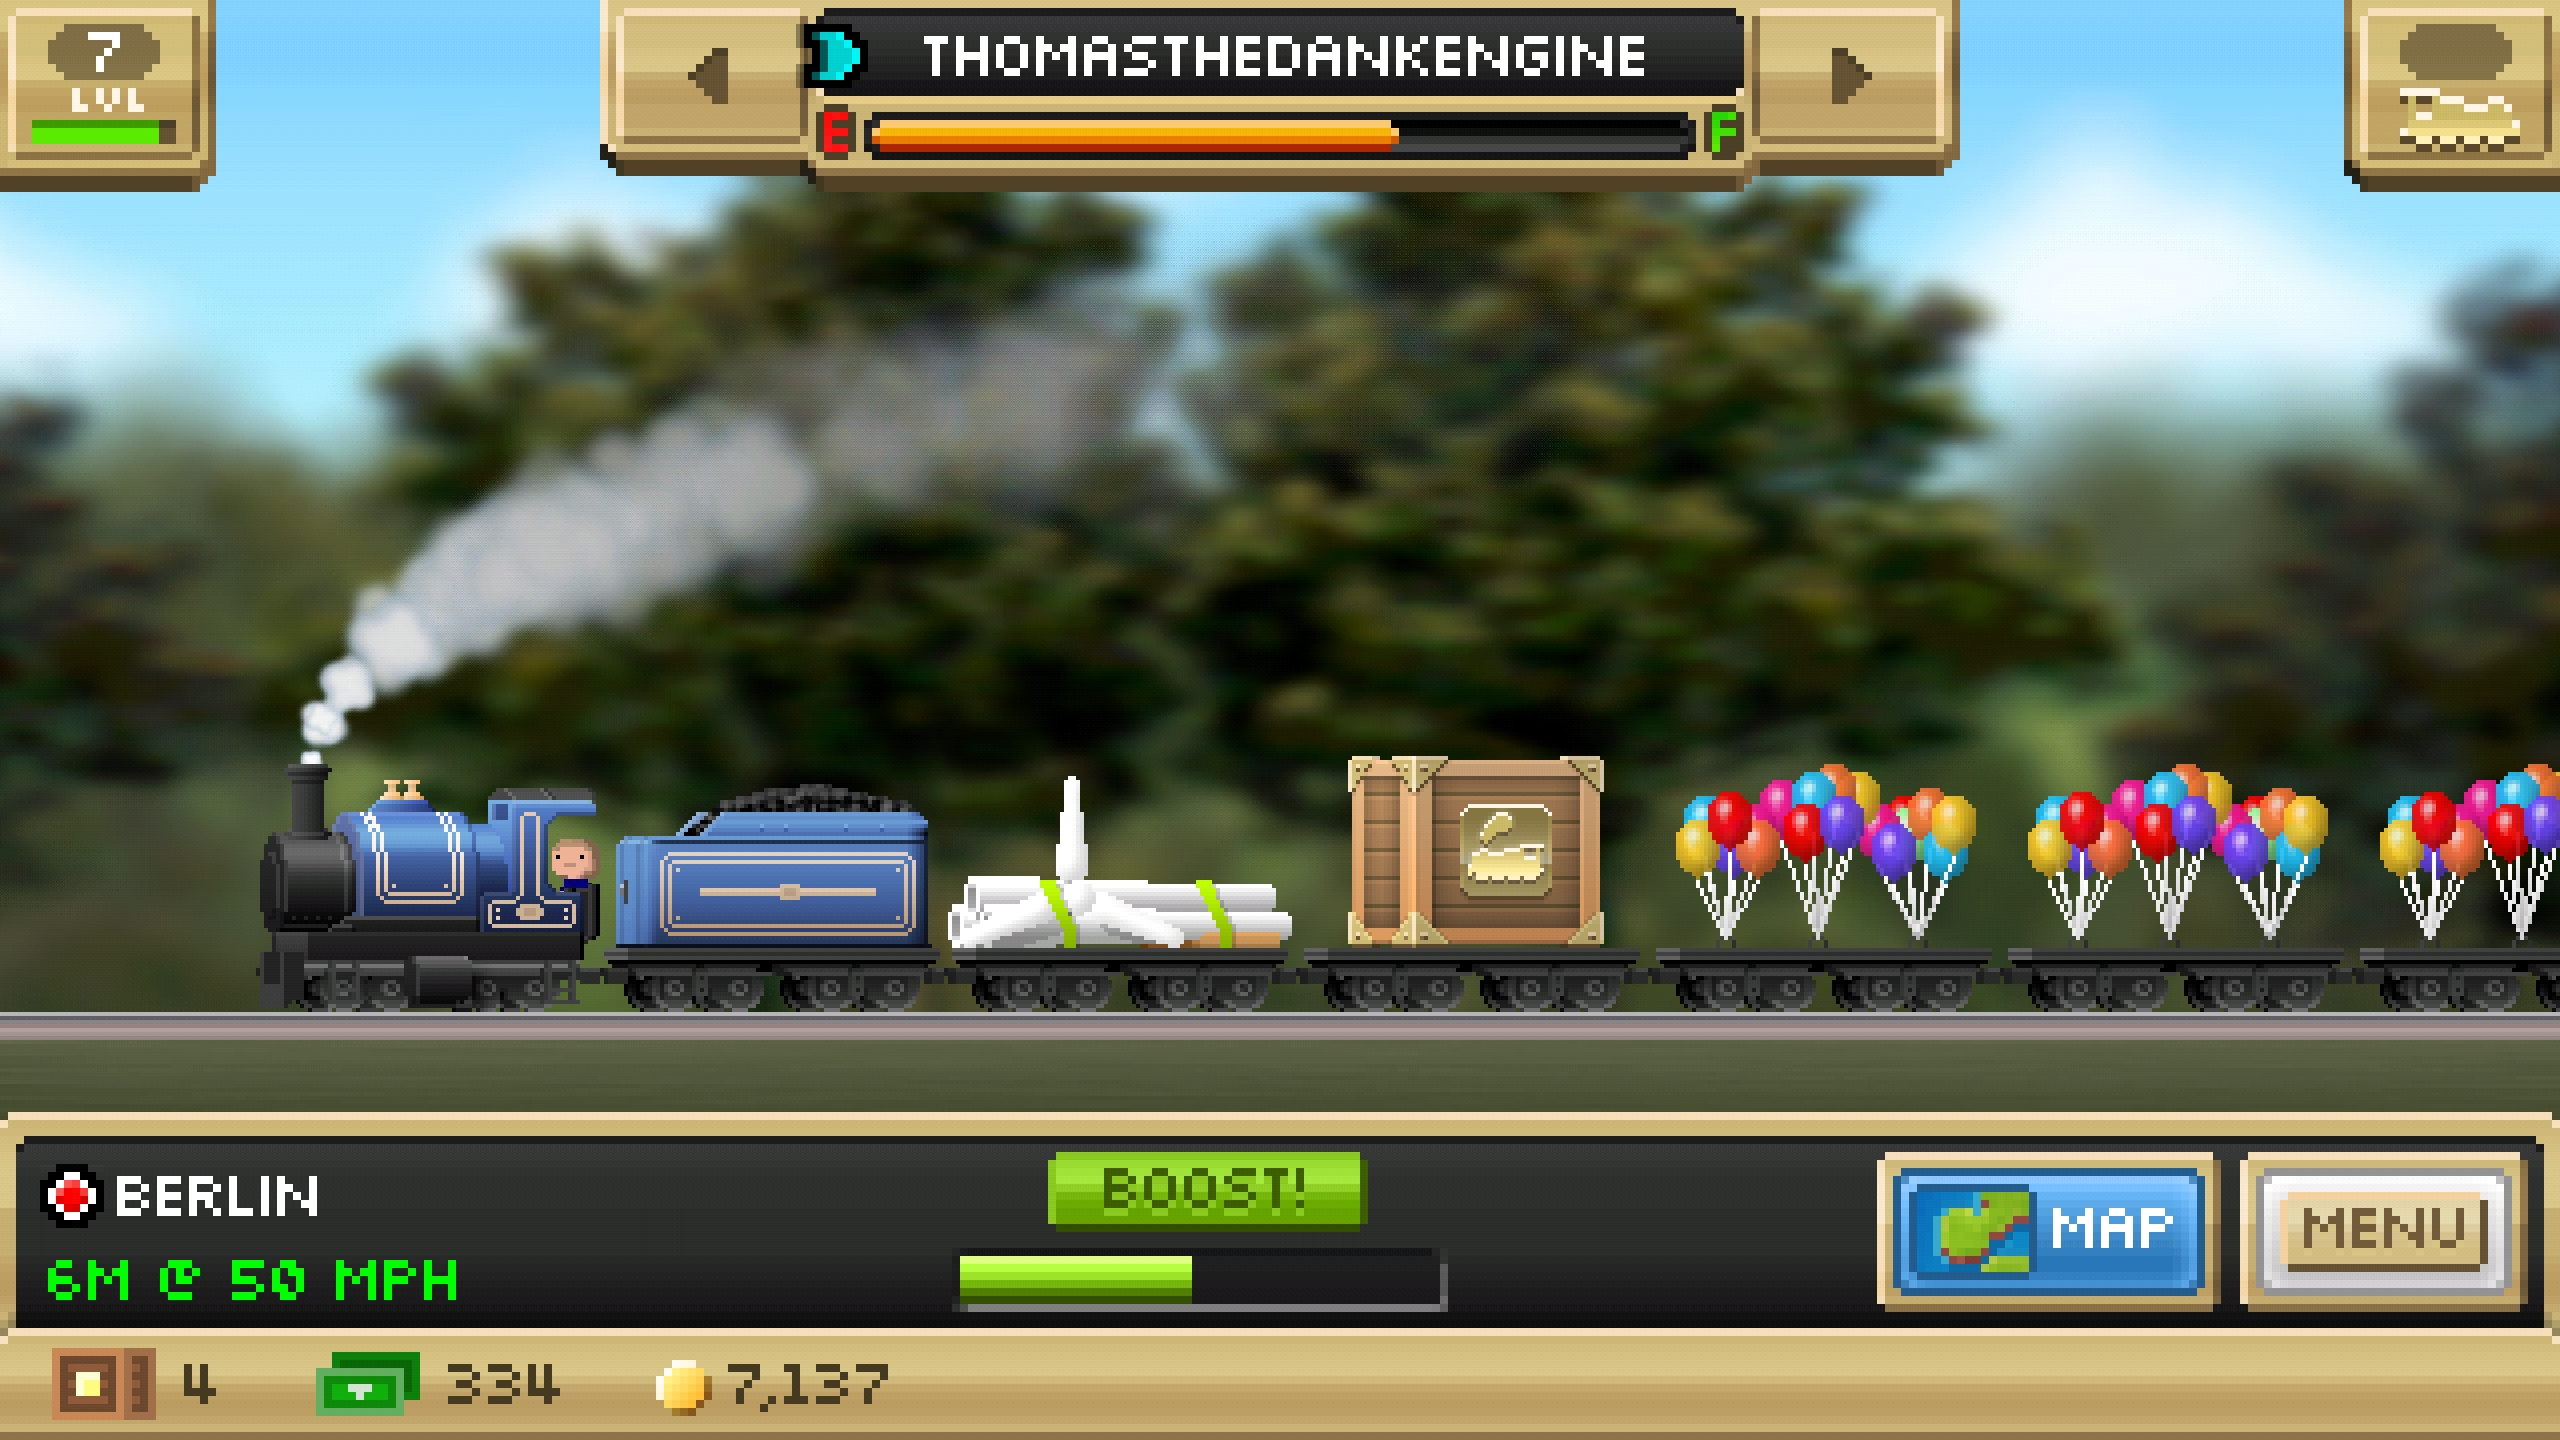 7
LVL
THOMASTHEDANKENGINE
E F
BERLIN
6M @ 50 MPH
BOOST!
MAP
MENU
4 334 7,137